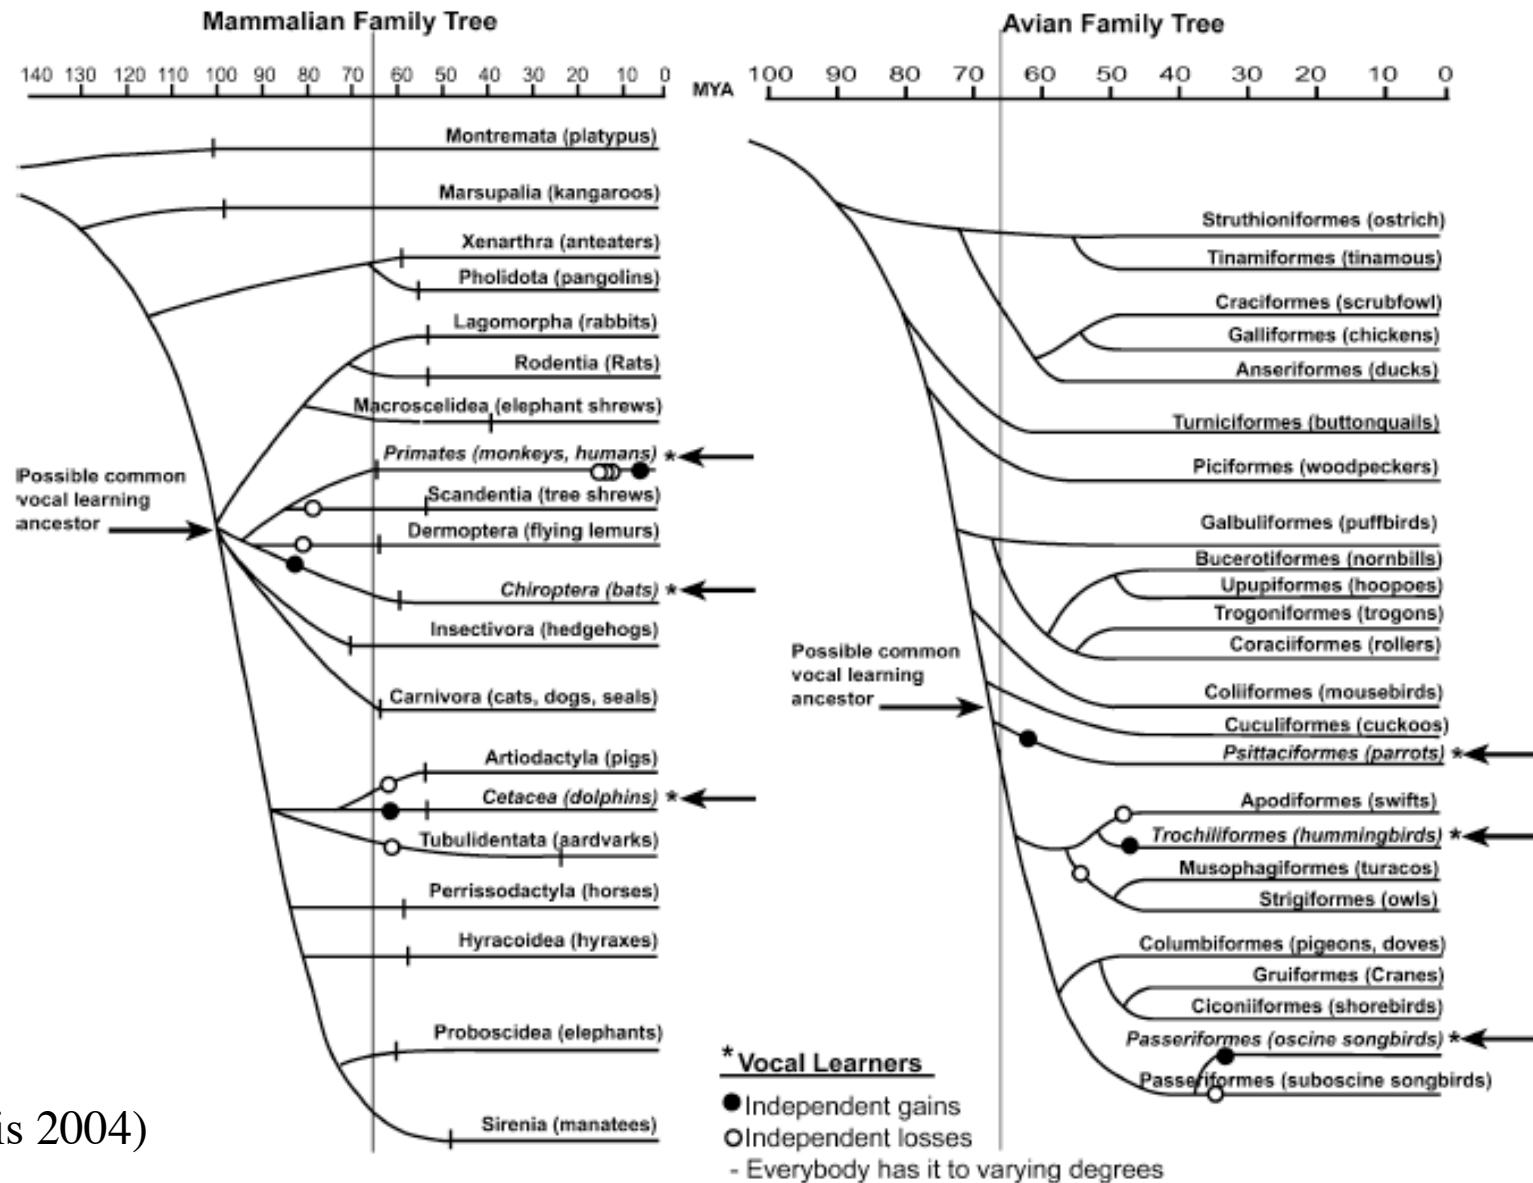 Mammalian Family Tree
140 130 120 110 100 90 80 70 60 50 40 30 20 10 0
MYA
Montremata (platypus)
Marsupalia (kangaroos)
Xenarthra (anteaters)
Pholidota (pangolins)
Lagomorpha (rabbits)
Rodentia (Rats)
Macroscelidea (elephant shrews)
Primates (monkeys, humans) *
Scandentia (tree shrews)
Dermoptera (flying lemurs)
Chiroptera (bats) *
Insectivora (hedgehogs)
Carnivora (cats, dogs, seals)
Artiodactyla (pigs)
Cetacea (dolphins) *
Tubulidentata (aardvarks)
Perrissodactyla (horses)
Hyracoidea (hyraxes)
Proboscidea (elephants)
Sirenia (manatees)
Possible common
vocal learning
ancestor
is 2004)
Avian Family Tree
100 90 80 70 60 50 40 30 20 10 0
Struthioniformes (ostrich)
Tinamiformes (tinamous)
Craciformes (scrubfowl)
Galliformes (chickens)
Anseriformes (ducks)
Turniciformes (buttonquails)
Piciformes (woodpeckers)
Galbuliformes (puffbirds)
Bucerotiformes (nornbills)
Upupiformes (hoopoes)
Trogoniformes (trogons)
Coraciiformes (rollers)
Coliiformes (mousebirds)
Cuculiformes (cuckoos)
Psittaciformes (parrots) *
Apodiformes (swifts)
Trochiliformes (hummingbirds) *
Musophagiformes (turacos)
Strigiformes (owls)
Columbiformes (pigeons, doves)
Gruiformes (Cranes)
Ciconiiformes (shorebirds)
Passeriformes (oscine songbirds) *
Passeriformes (suboscine songbirds)
Possible common
vocal learning
ancestor
* Vocal Learners
Independent gains
Independent losses
- Everybody has it to varying degrees